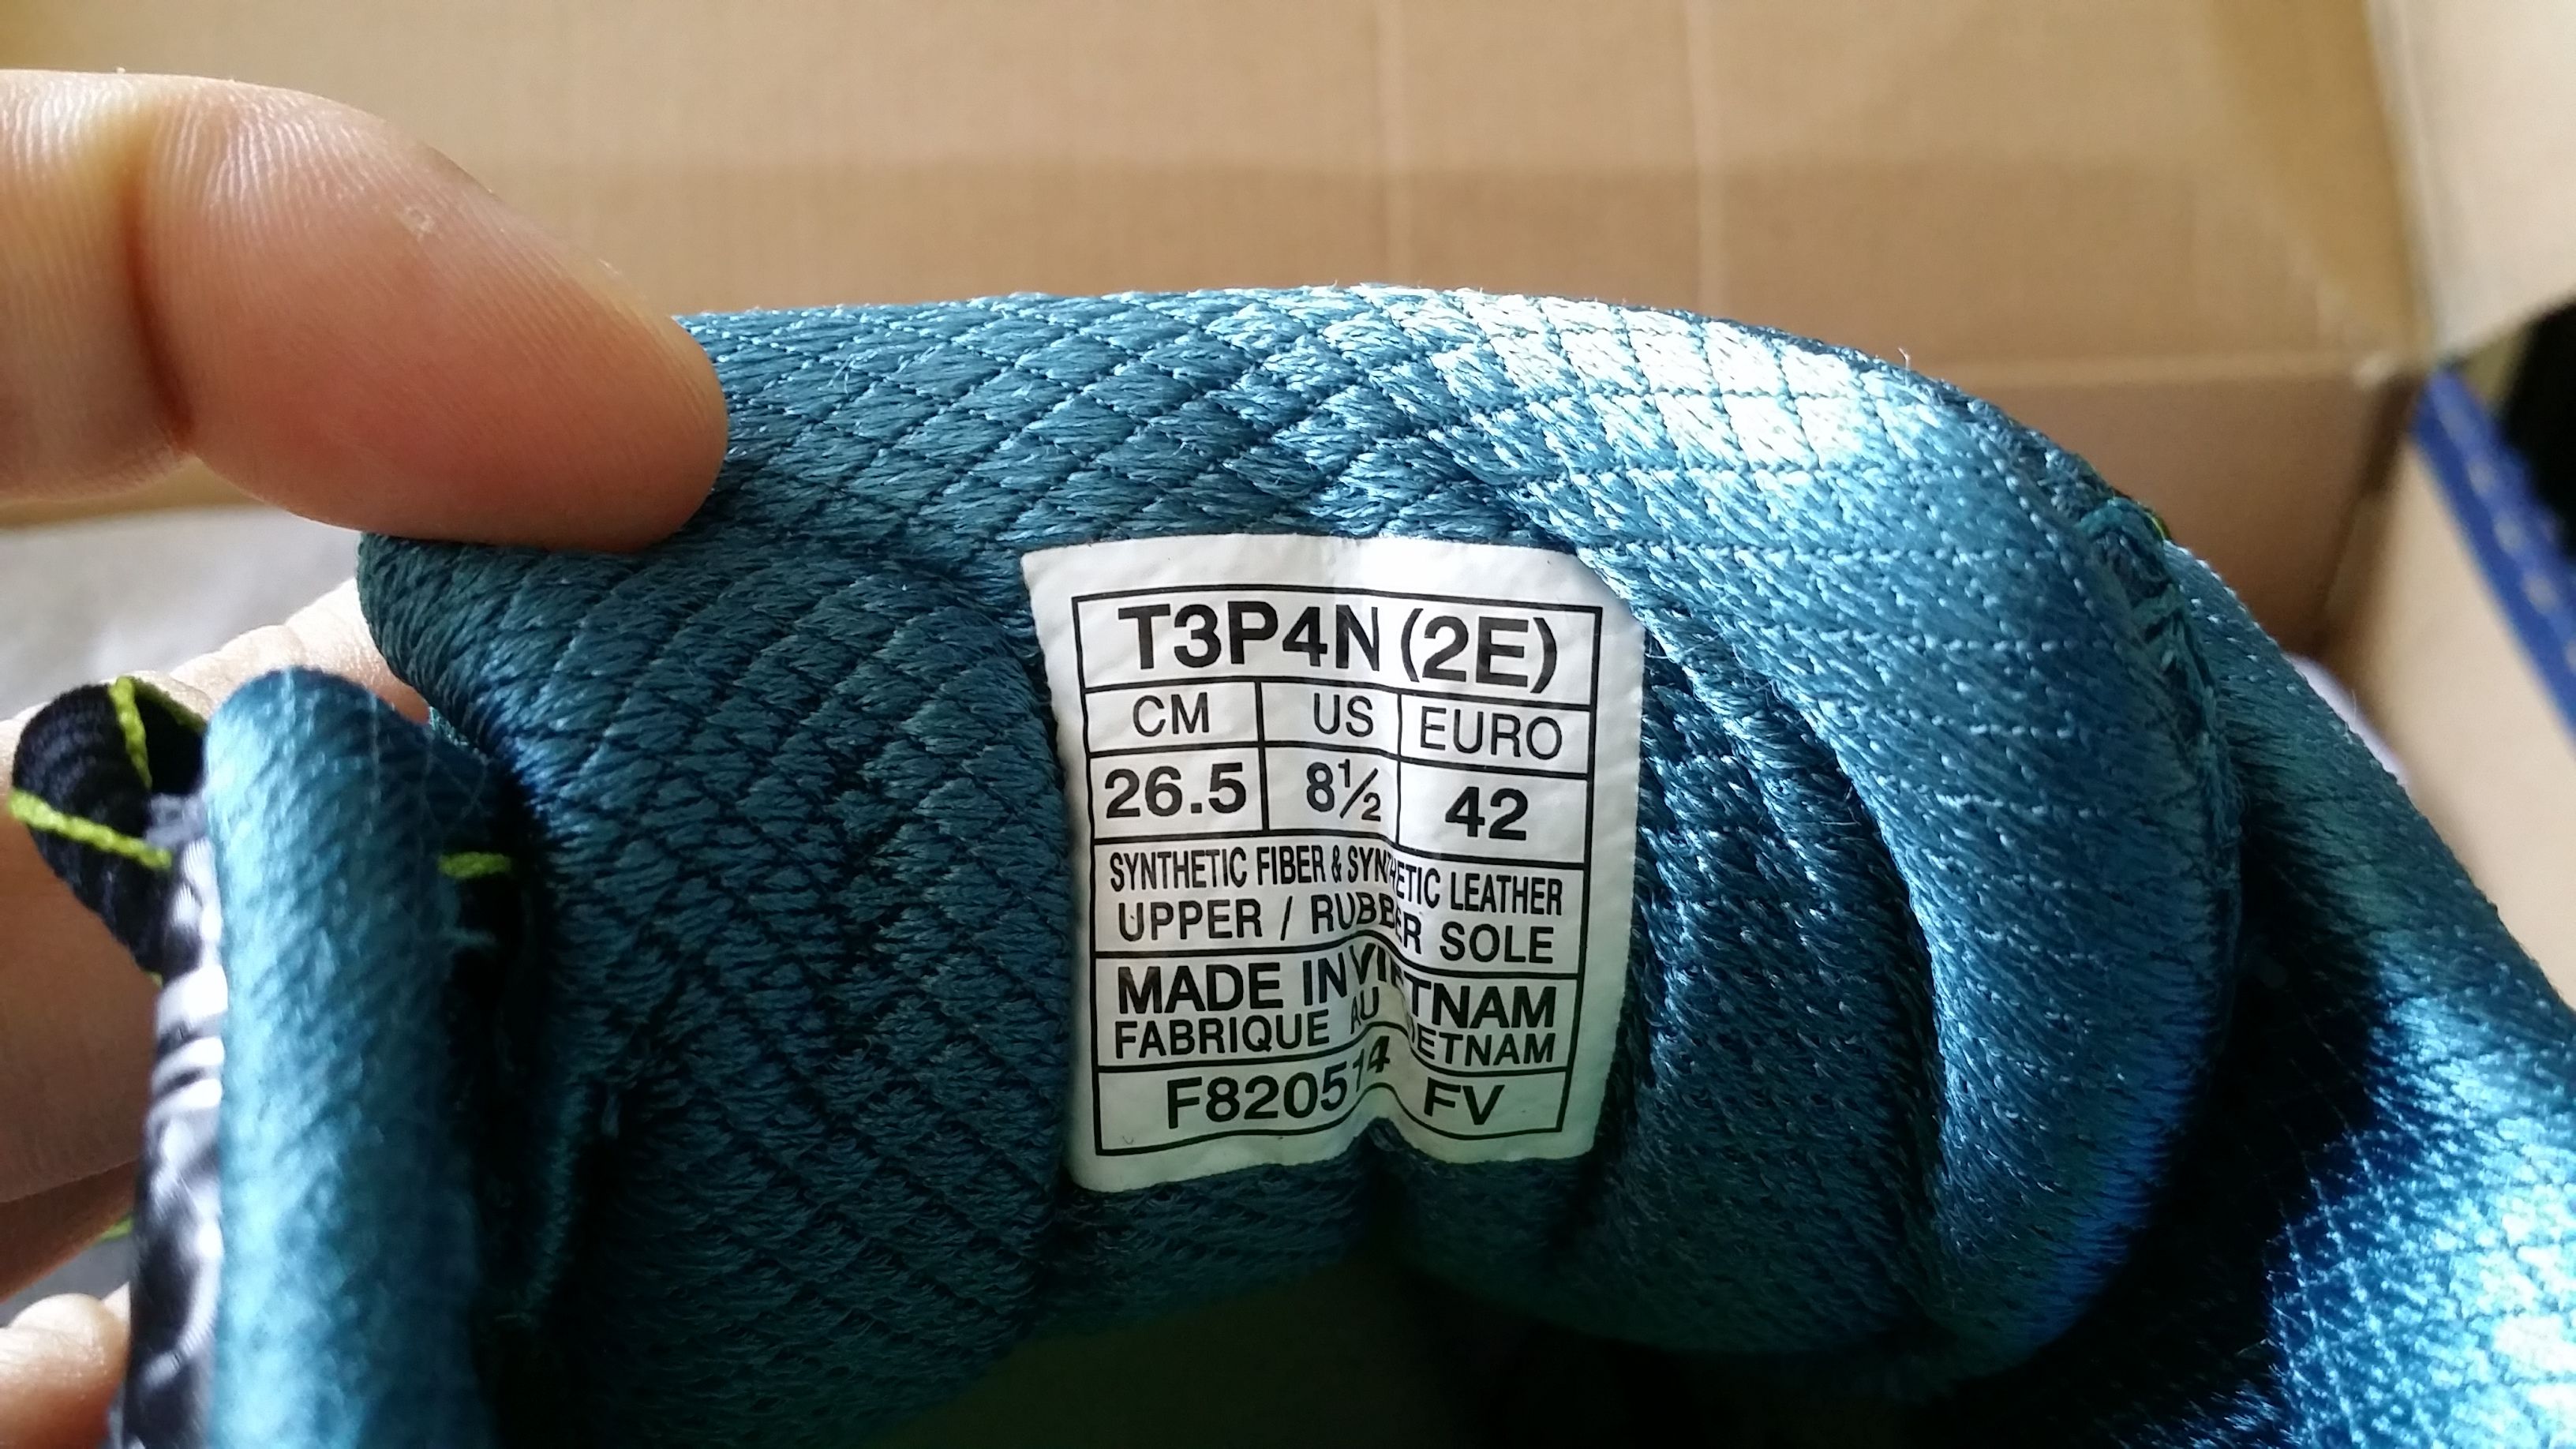 T3P4N (2E)
CM US EURO
26.5 8½ 42
SYNTHETIC FIBER & SYNTHETIC LEATHER
UPPER / RUBBER SOLE
MADE IN VIETNAM
FABRIQUE AU VIETNAM
F820514 FV